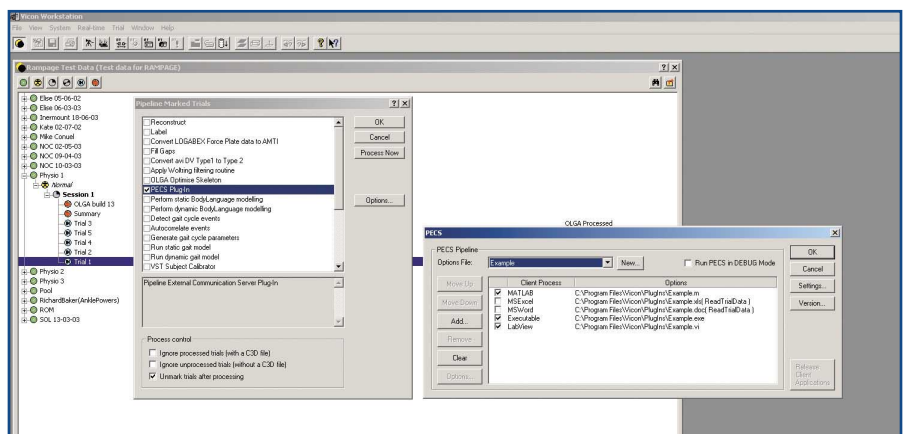 Vicon Workstation
File View System Real-time Trial Window Help
Rampage Test Data (Test data for RAMPAGE)
Elise 05-06-02
Elise 06-03-03
Inermount 18-06-03
Kate 02-07-02
Mike Conuel
NOC 02-05-03
NOC 09-04-03
NOC 10-03-03
Physio 1
Normal
Session 1
OLGA build 13
Summary
Trial 3
Trial 5
Trial 4
Trial 2
Trial 1
Physio 2
Physio 3
Pool
RichardBaker(AnklePowers)
ROM
SOL 13-03-03
OLGA Processed
Pipeline Marked Trials
Reconstruct
Label
Convert LOGABEX Force Plate data to AMTI
Fill Gaps
Convert avi DV Type1 to Type 2
Apply Woltring filtering routine
OLGA Optimise Skeleton
PECS Plug-In
Perform static BodyLanguage modelling
Perform dynamic BodyLanguage modelling
Detect gait cycle events
Autocorrelate events
Generate gait cycle parameters
Run static gait model
Run dynamic gait model
VST Subject Calibrator
OK
Cancel
Process Now
Options...
Pipeline External Communication Server Plug-In
Process control
Ignore processed trials (with a C3D file)
Ignore unprocessed trials (without a C3D file)
Unmark trials after processing
PECS
PECS Pipeline
Options File: Example New... Run PECS in DEBUG Mode
Move Up
Move Down
Add...
Remove
Clear
Options...
Client Process Options
MATLAB C:\Program Files\Vicon\PlugIns\Example.m
MSExcel C:\Program Files\Vicon\PlugIns\Example.xls( ReadTrialData )
MSWord C:\Program Files\Vicon\PlugIns\Example.doc( ReadTrialData )
Executable C:\Program Files\Vicon\PlugIns\Example.exe
LabView C:\Program Files\Vicon\PlugIns\Example.vi
OK
Cancel
Settings...
Version...
Release
Client
Applications